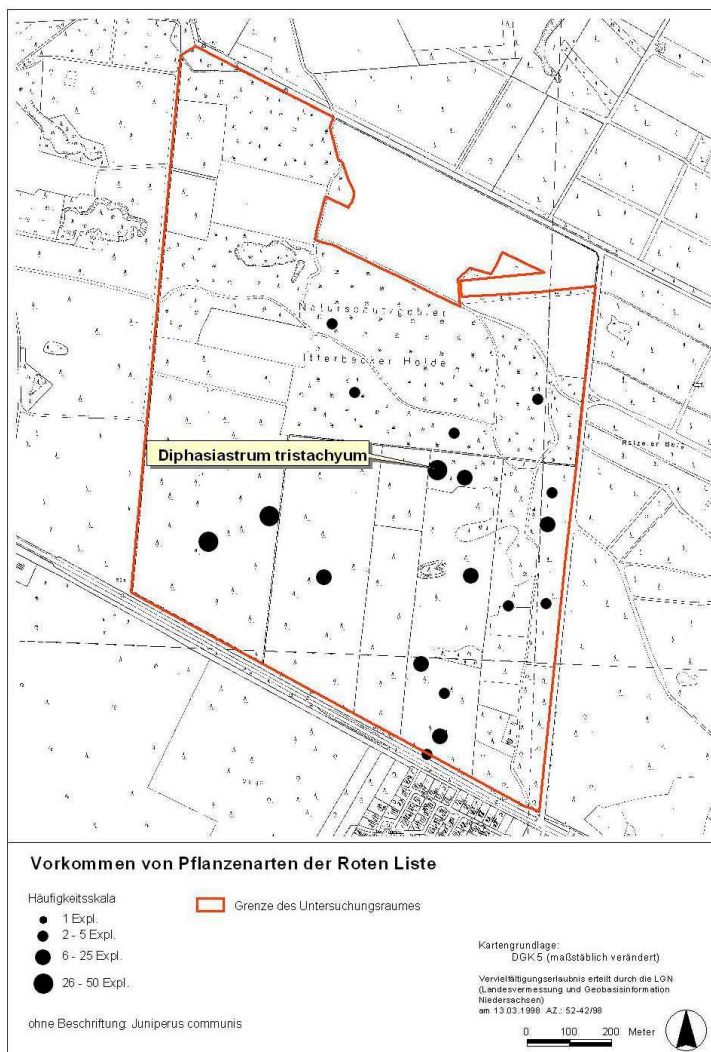 Naturschutzgebiet
Itterbecker Heide
Diphasiastrum tristachyum
Vorkommen von Pflanzenarten der Roten Liste
Häufigkeitsskala
1 Expl.
2 - 5 Expl.
6 - 25 Expl.
26 - 50 Expl.
Grenze des Untersuchungsraumes
ohne Beschriftung: Juniperus communis
Kartengrundlage:
DGK5 (maßstäblich verändert)
Vervielfältigungserlaubnis erteilt durch die LGN
(Landesvermessung und Geobasisinformation
Niedersachsen)
am 13.03.1998 AZ.: 52-42/98
0 100 200 Meter